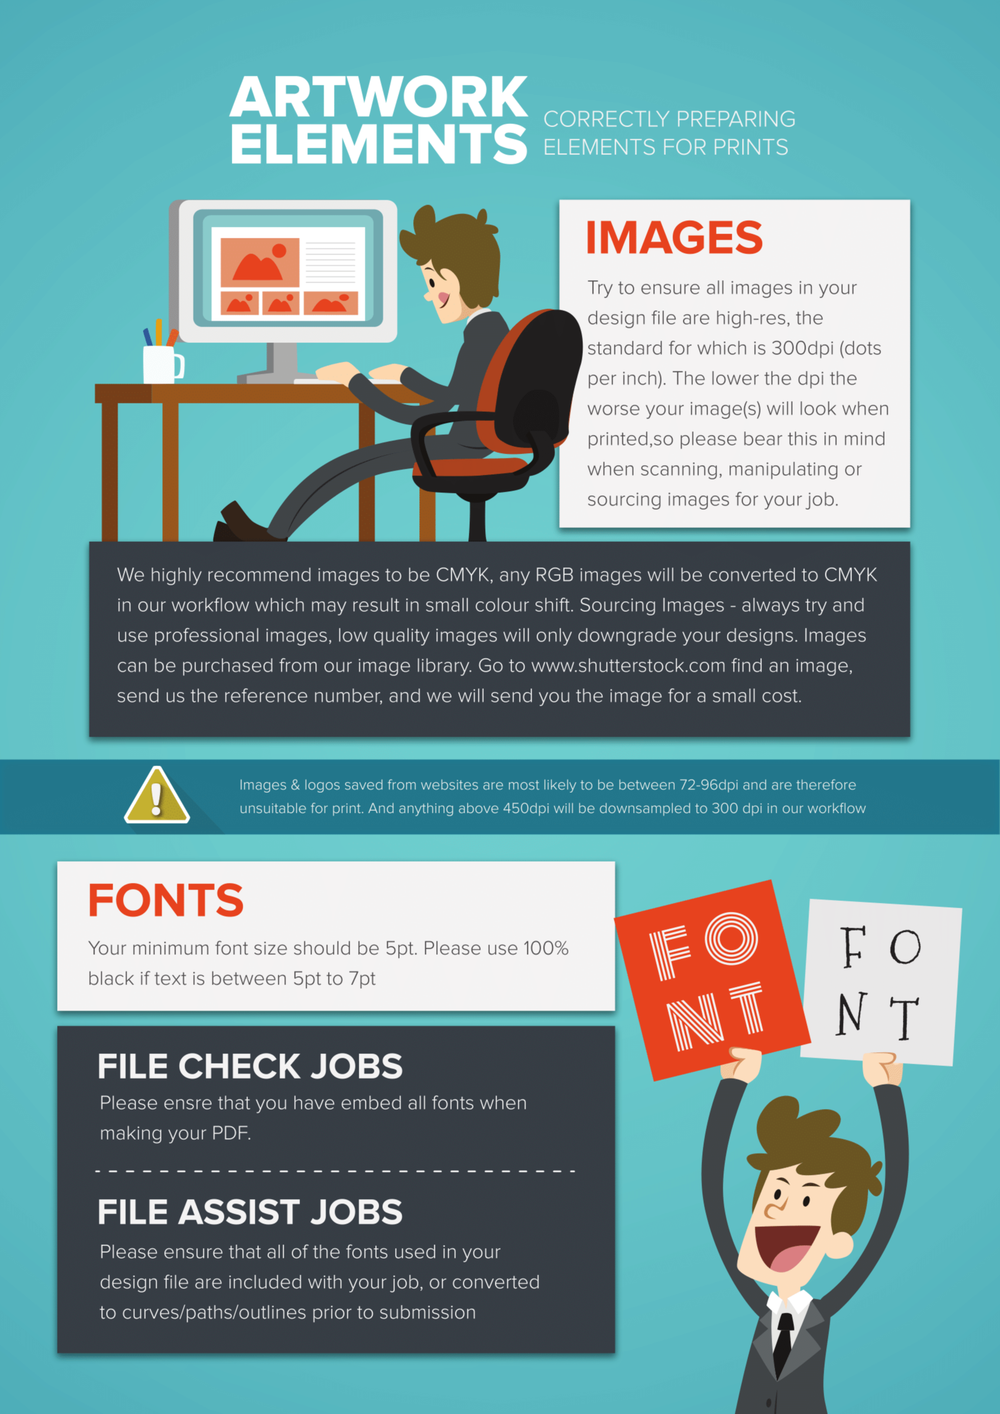 ARTWORK
ELEMENTS
CORRECTLY PREPARING
ELEMENTS FOR PRINTS
IMAGES
Try to ensure all images in your
design file are high-res, the
standard for which is 300dpi (dots
per inch). The lower the dpi the
worse your image(s) will look when
printed,so please bear this in mind
when scanning, manipulating or
sourcing images for your job.
We highly recommend images to be CMYK, any RGB images will be converted to CMYK
in our workflow which may result in small colour shift. Sourcing Images - always try and
use professional images, low quality images will only downgrade your designs. Images
can be purchased from our image library. Go to www.shutterstock.com find an image,
send us the reference number, and we will send you the image for a small cost.
Images & logos saved from websites are most likely to be between 72-96dpi and are therefore
unsuitable for print. And anything above 450dpi will be downsampled to 300 dpi in our workflow
FONTS
Your minimum font size should be 5pt. Please use 100%
black if text is between 5pt to 7pt
FO
NT
FO
NT
FILE CHECK JOBS
Please ensre that you have embed all fonts when
making your PDF.
FILE ASSIST JOBS
Please ensure that all of the fonts used in your
design file are included with your job, or converted
to curves/paths/outlines prior to submission